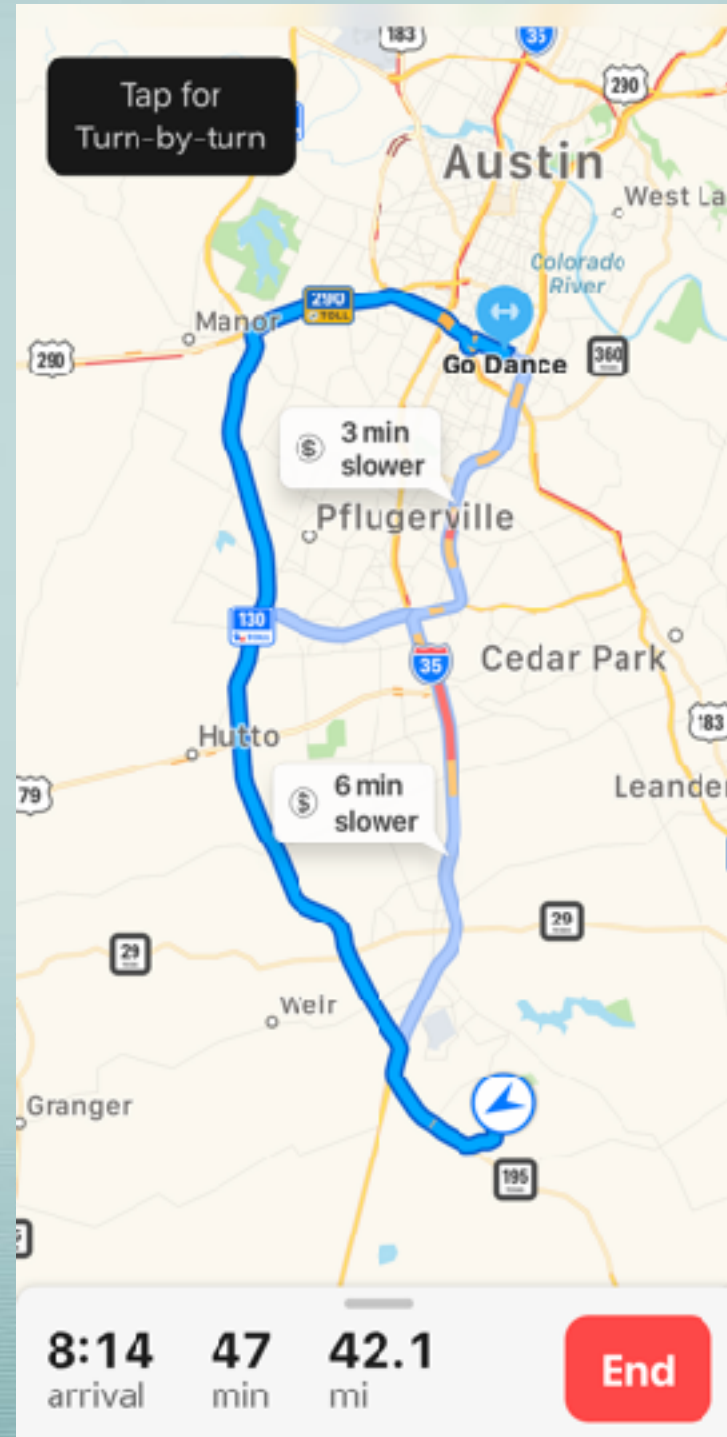 183
35
Tap for
Turn-by-turn
290
Austin
West La
Colorado
River
Manor
290
TOLL
290
Go Dance
360
3 min
slower
Pflugerville
130
TOLL
35
Cedar Park
183
Hutto
79
6 min
slower
Leander
29
29
Weir
Granger
195
8:14
47
42.1
End
arrival
min
mi